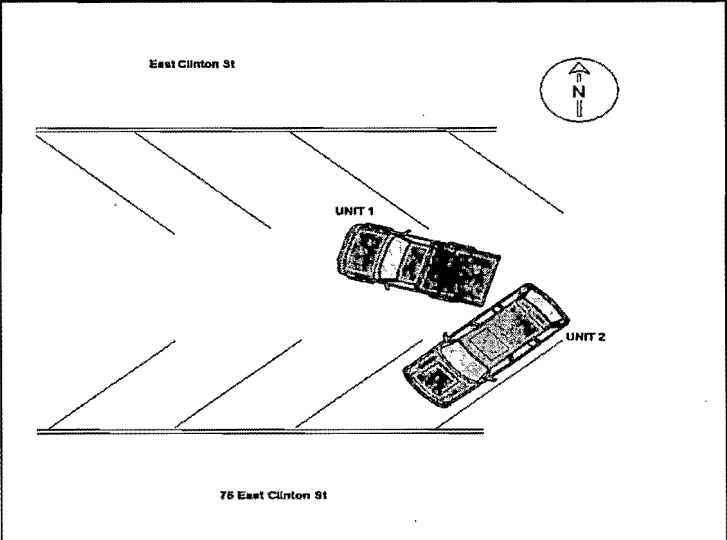 East Clinton St
N
UNIT 1
UNIT 2
75 East Clinton St